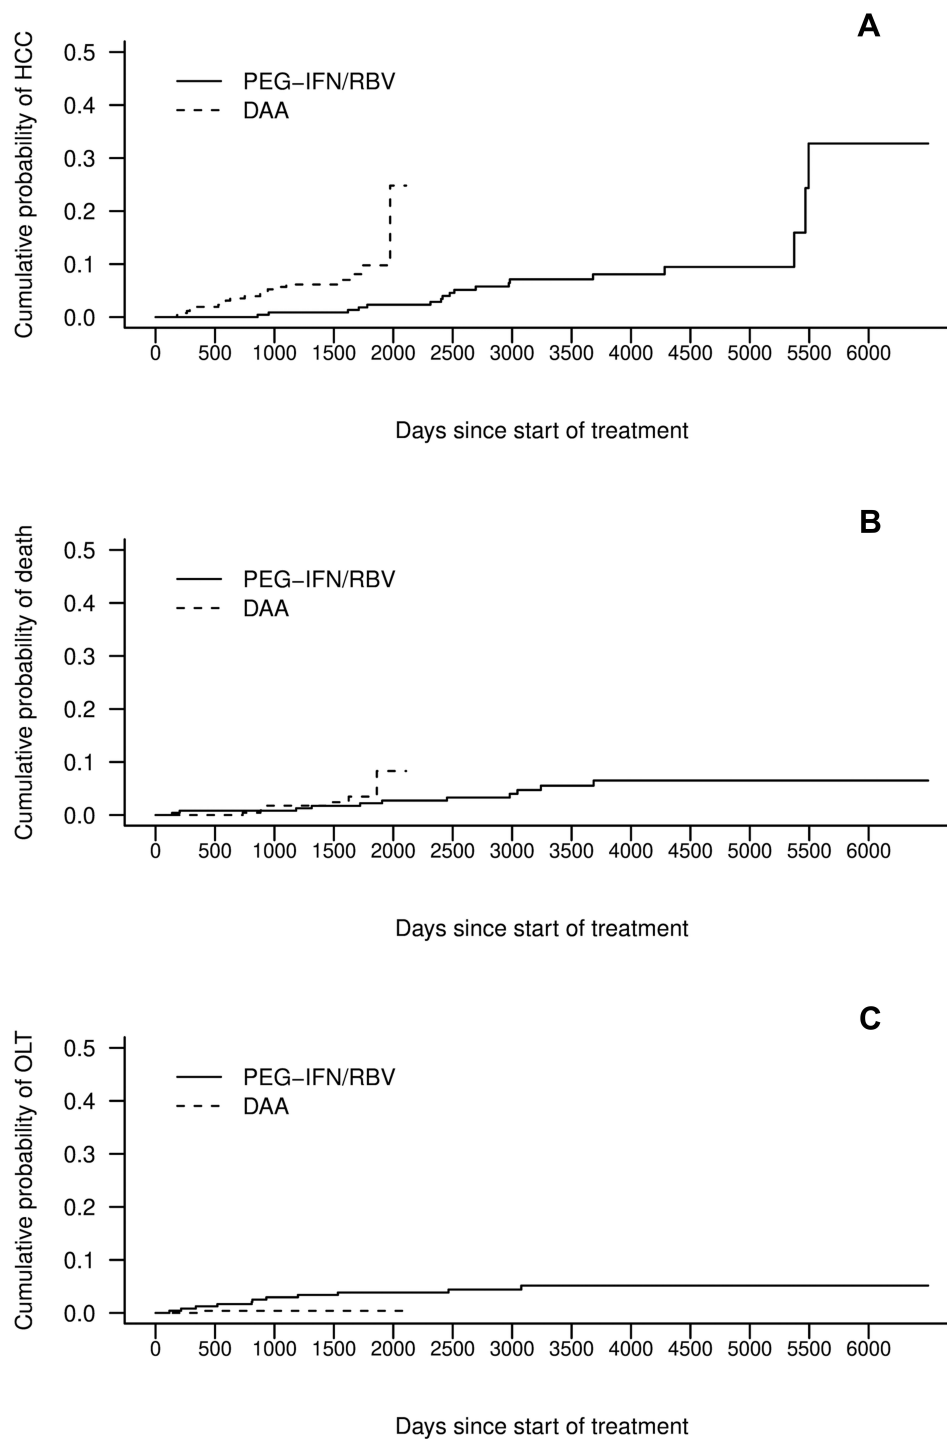 A
Cumulative probability of HCC
0.5
0.4
0.3
0.2
0.1
0.0
PEG–IFN/RBV
DAA
0 500 1000 1500 2000 2500 3000 3500 4000 4500 5000 5500 6000
Days since start of treatment
B
Cumulative probability of death
0.5
0.4
0.3
0.2
0.1
0.0
PEG–IFN/RBV
DAA
0 500 1000 1500 2000 2500 3000 3500 4000 4500 5000 5500 6000
Days since start of treatment
C
Cumulative probability of OLT
0.5
0.4
0.3
0.2
0.1
0.0
PEG–IFN/RBV
DAA
0 500 1000 1500 2000 2500 3000 3500 4000 4500 5000 5500 6000
Days since start of treatment